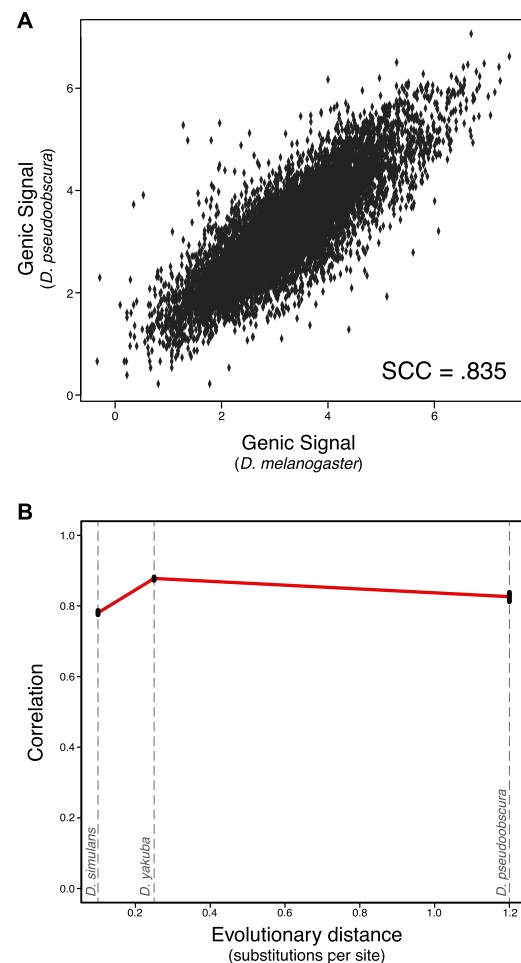 A
Genic Signal
(D. pseudoobscura)
6
4
2
0
SCC = .835
0 2 4 6
Genic Signal
(D. melanogaster)
B
Correlation
1.0
0.8
0.6
0.4
0.2
0.0
D. simulans
D. yakuba
D. pseudoobscura
0.2 0.4 0.6 0.8 1.0 1.2
Evolutionary distance
(substitutions per site)